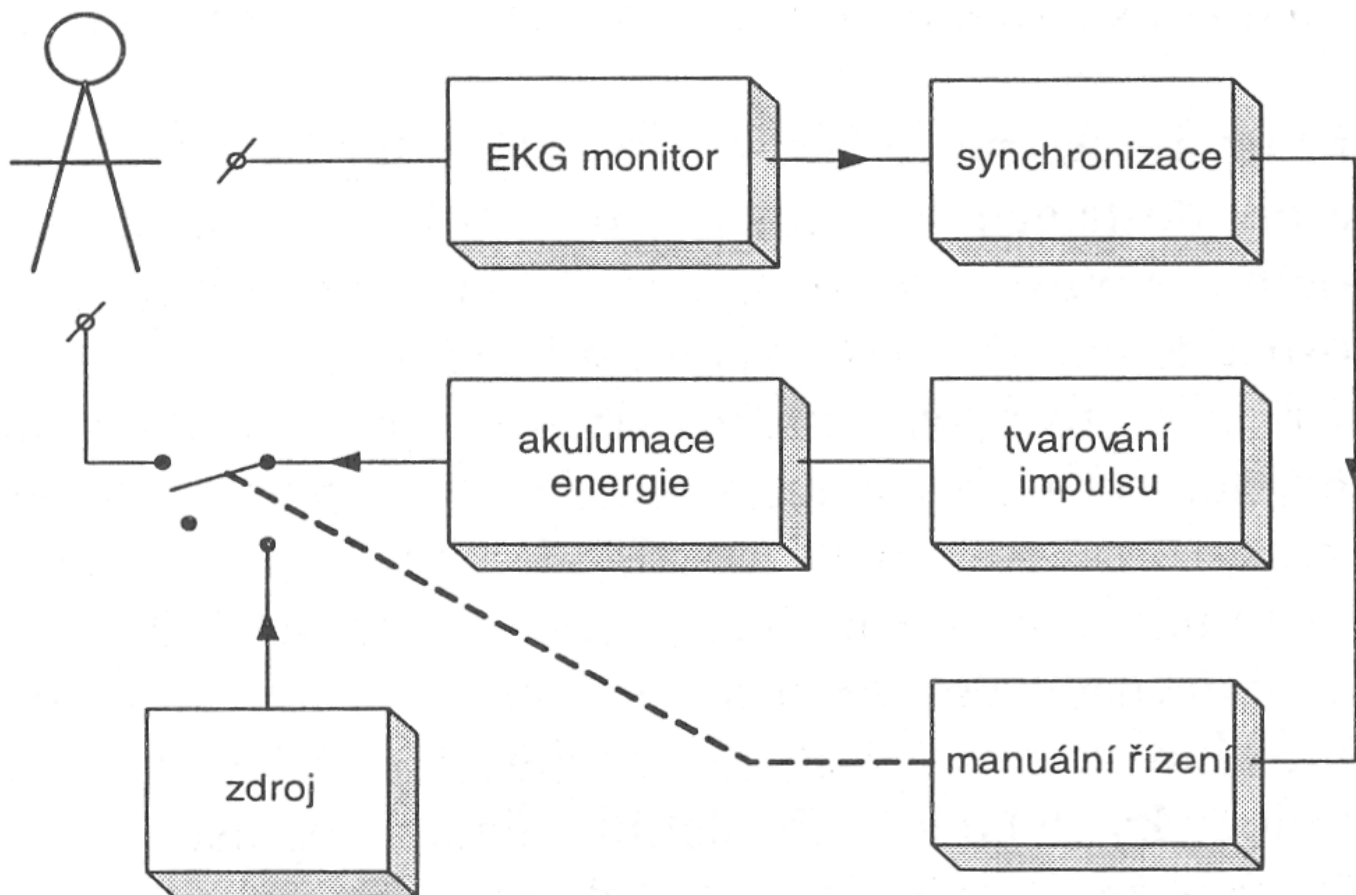 EKG monitor
synchronizace
akulumace
energie
tvarování
impulsu
zdroj
manuální řízení